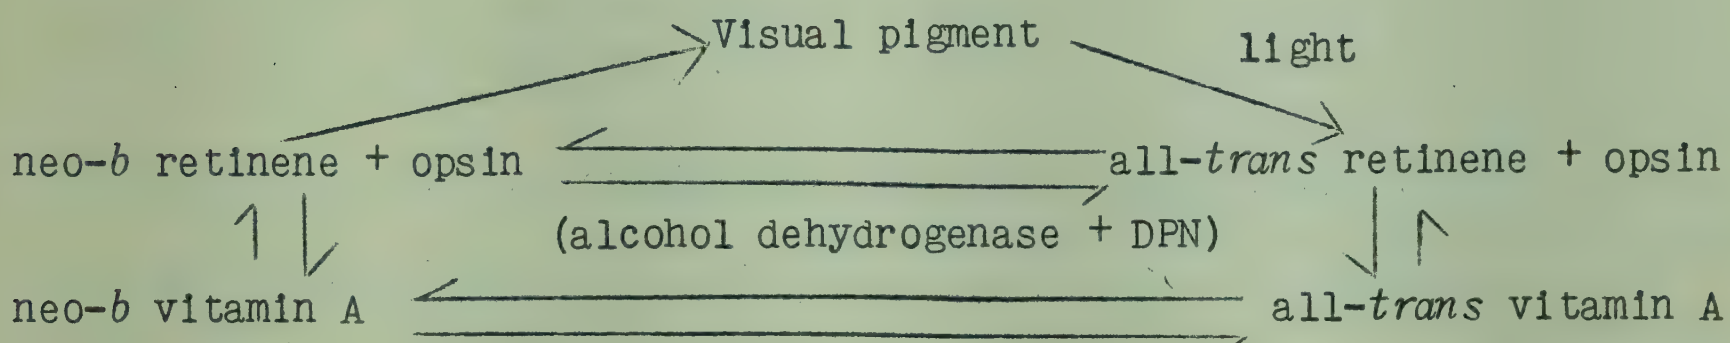 Visual pigment light
neo-b retinene + opsin all-trans retinene + opsin
(alcohol dehydrogenase + DPN)
neo-b vitamin A all-trans vitamin A